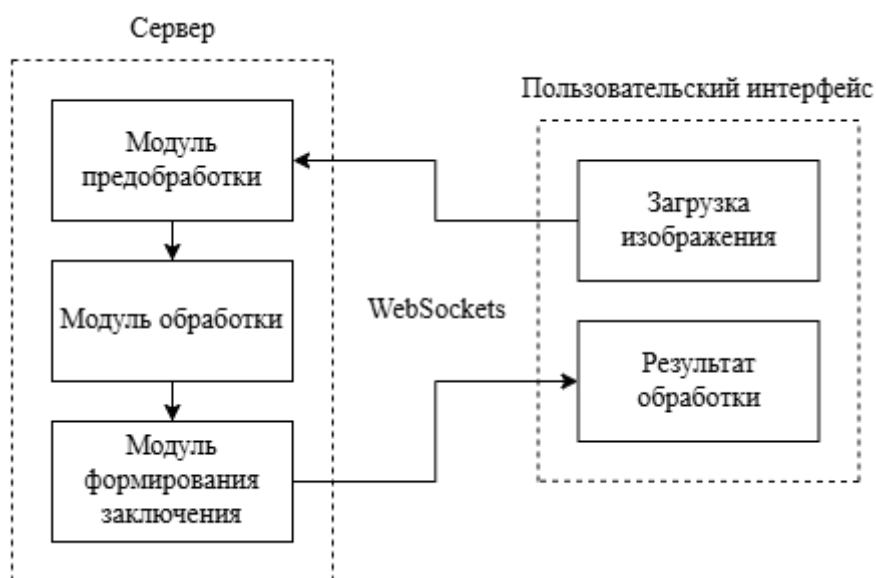 Сервер
Модуль
предобработки
Модуль обработки
Модуль
формирования
заключения
WebSockets
Пользовательский интерфейс
Загрузка
изображения
Результат
обработки